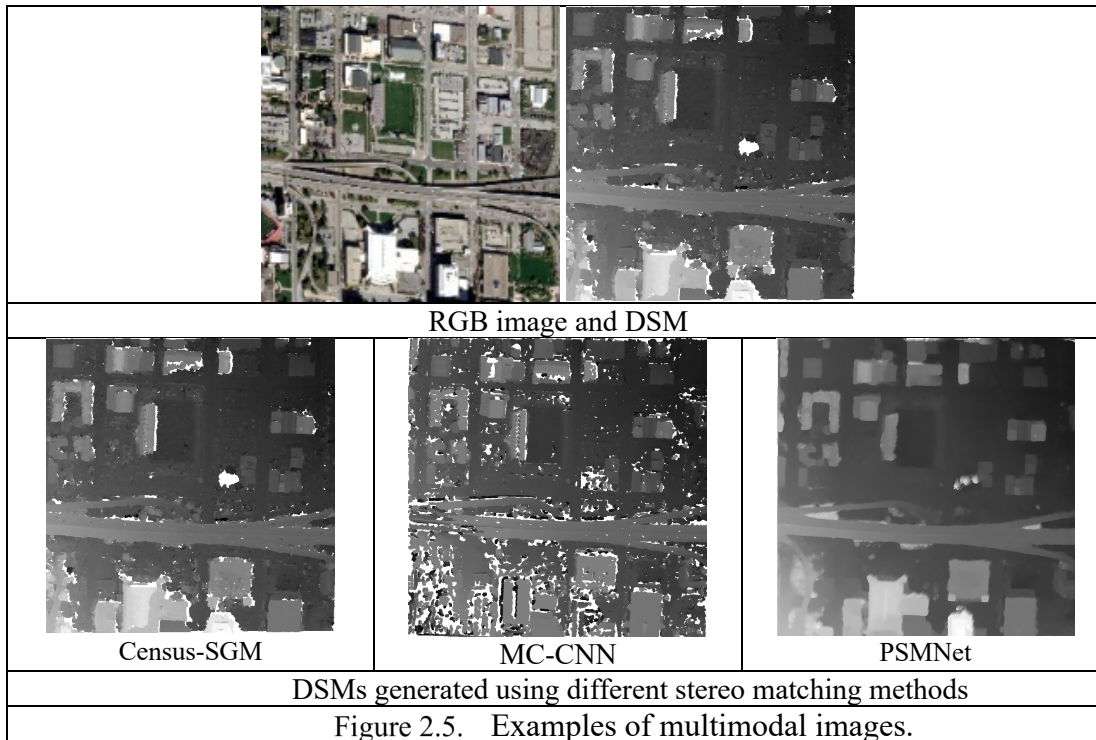 RGB image and DSM
Census-SGM
MC-CNN
PSMNet
DSMs generated using different stereo matching methods
Figure 2.5. Examples of multimodal images.